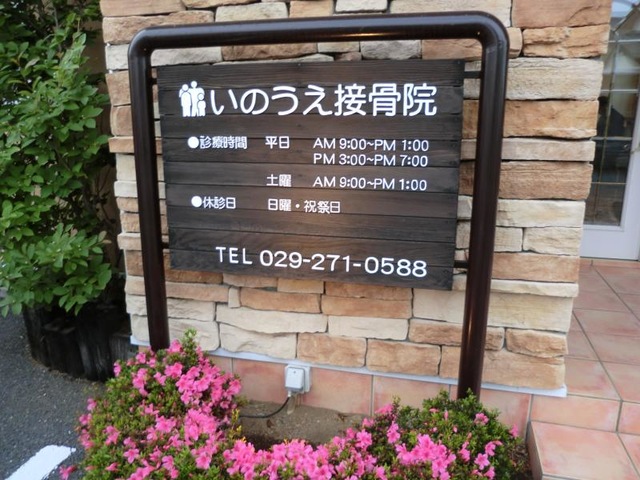 いのうえ接骨院
●診療時間 平日 AM 9:00~PM 1:00
PM 3:00~PM 7:00
土曜 AM 9:00~PM 1:00
●休診日 日曜・祝祭日
TEL 029-271-0588